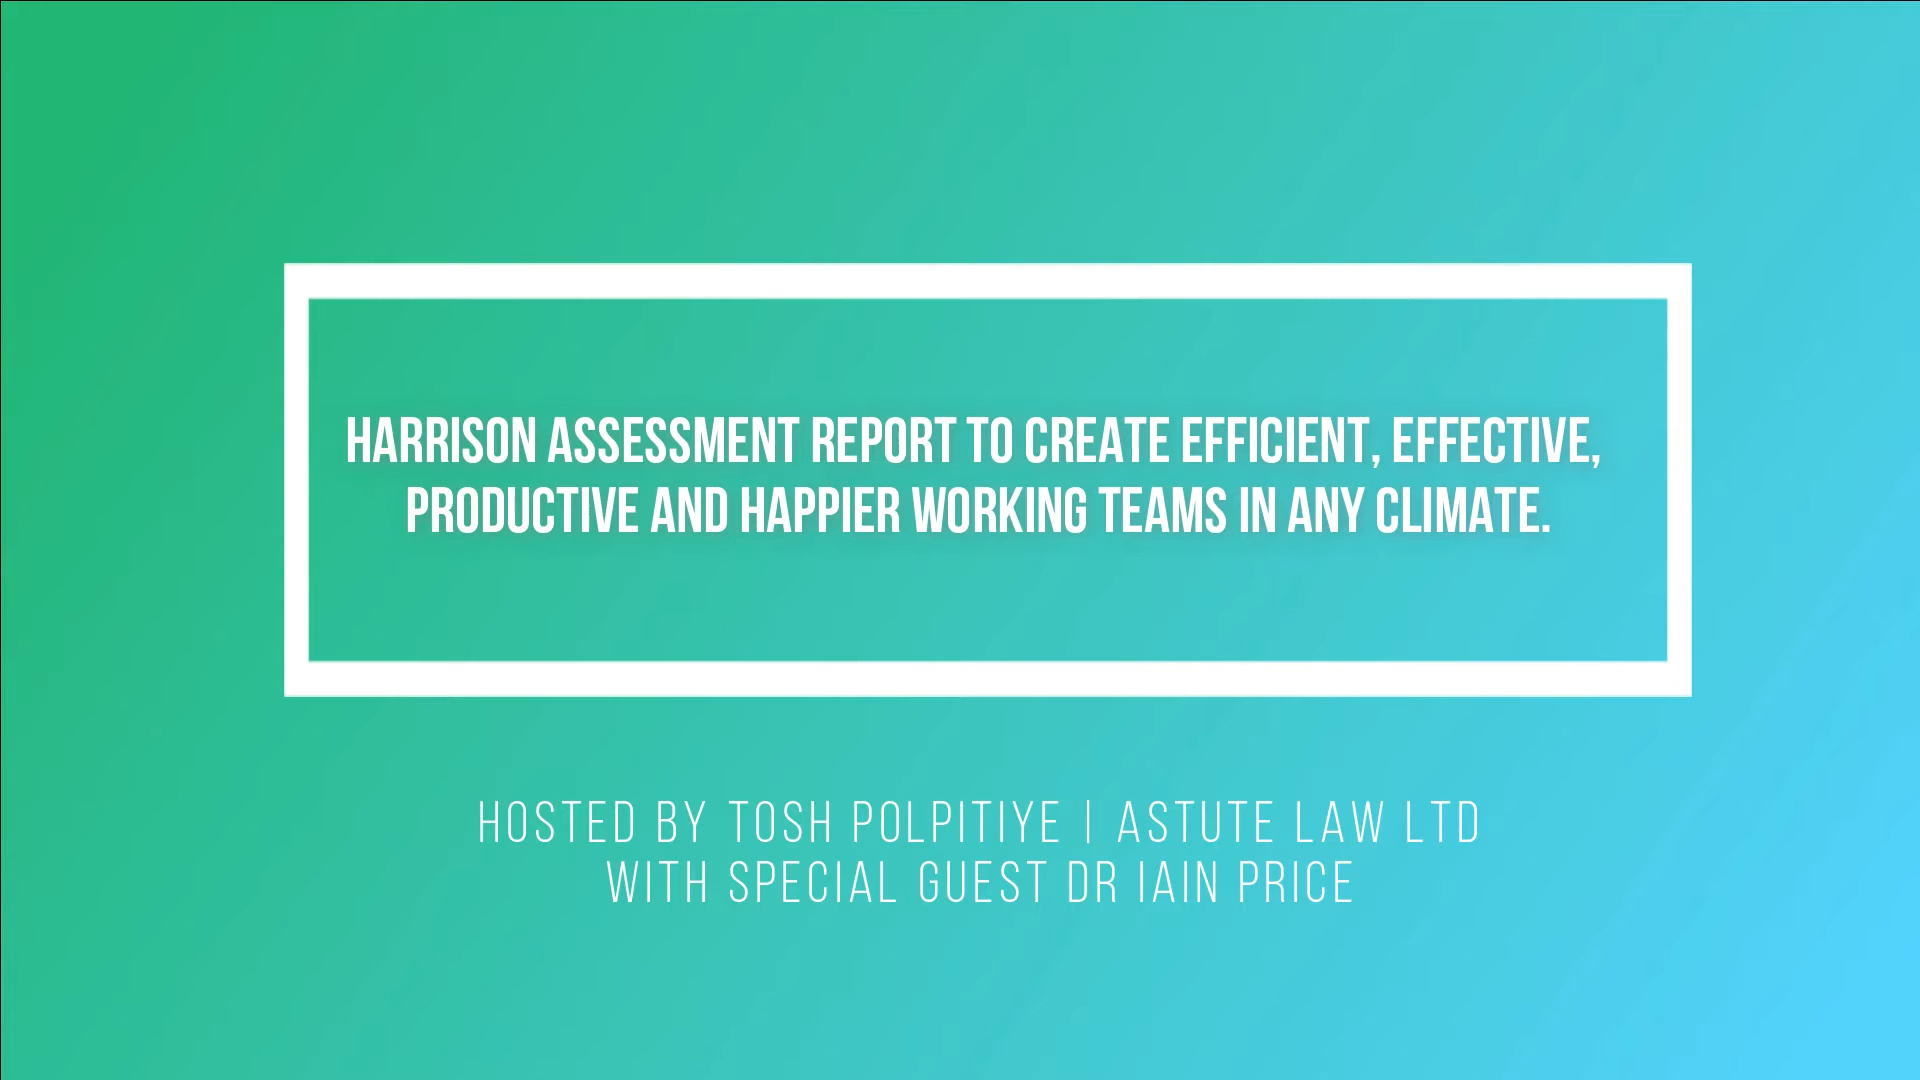 HARRISON ASSESSMENT REPORT TO CREATE EFFICIENT, EFFECTIVE,
PRODUCTIVE AND HAPPIER WORKING TEAMS IN ANY CLIMATE.
HOSTED BY TOSH POLPITIYE | ASTUTE LAW LTD
WITH SPECIAL GUEST DR IAIN PRICE